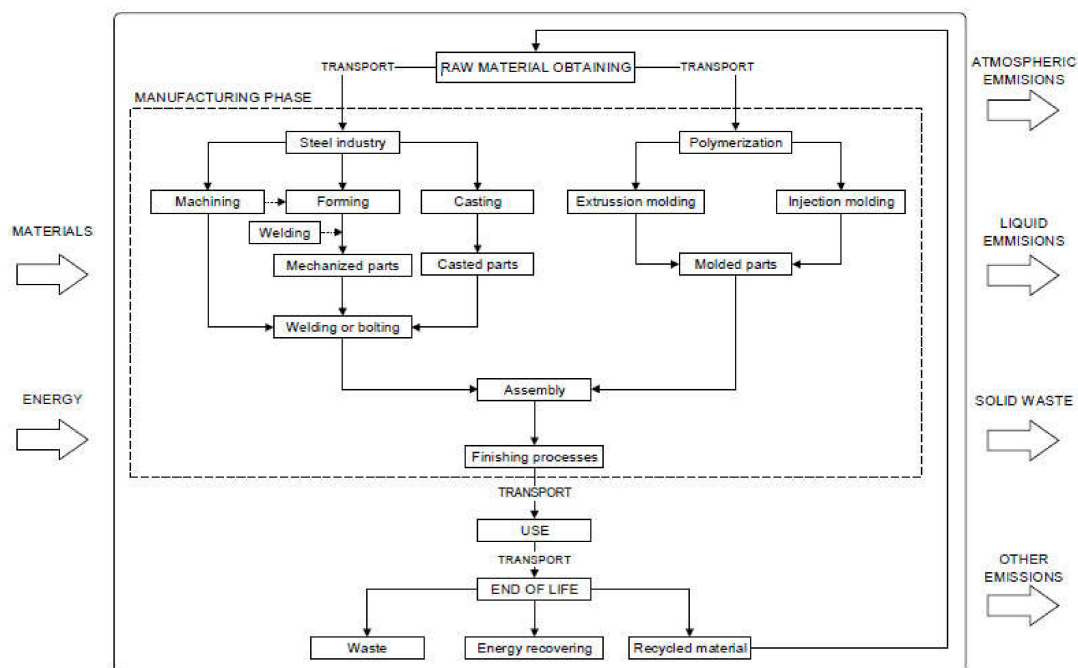 ATMOSPHERIC
EMMISIONS
TRANSPORT
RAW MATERIAL OBTAINING
TRANSPORT
MANUFACTURING PHASE
Steel industry
Polymerization
Machining
Forming
Casting
Extrussion molding
Injection molding
Welding
MATERIALS
LIQUID
EMMISIONS
Mechanized parts
Casted parts
Molded parts
Welding or bolting
Assembly
ENERGY
SOLID WASTE
Finishing processes
TRANSPORT
USE
TRANSPORT
OTHER
EMISSIONS
END OF LIFE
Waste
Energy recovering
Recycled material